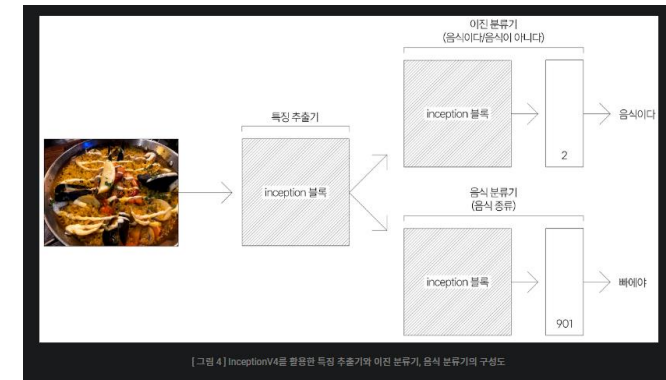 이진 분류기
(음식이다/음식이 아니다)
특징 추출기
inception 블록
inception 블록
2
음식이다
음식 분류기
(음식 종류)
inception 블록
901
빠에야
[ 그림 4 ] InceptionV4를 활용한 특징 추출기와 이진 분류기, 음식 분류기의 구성도